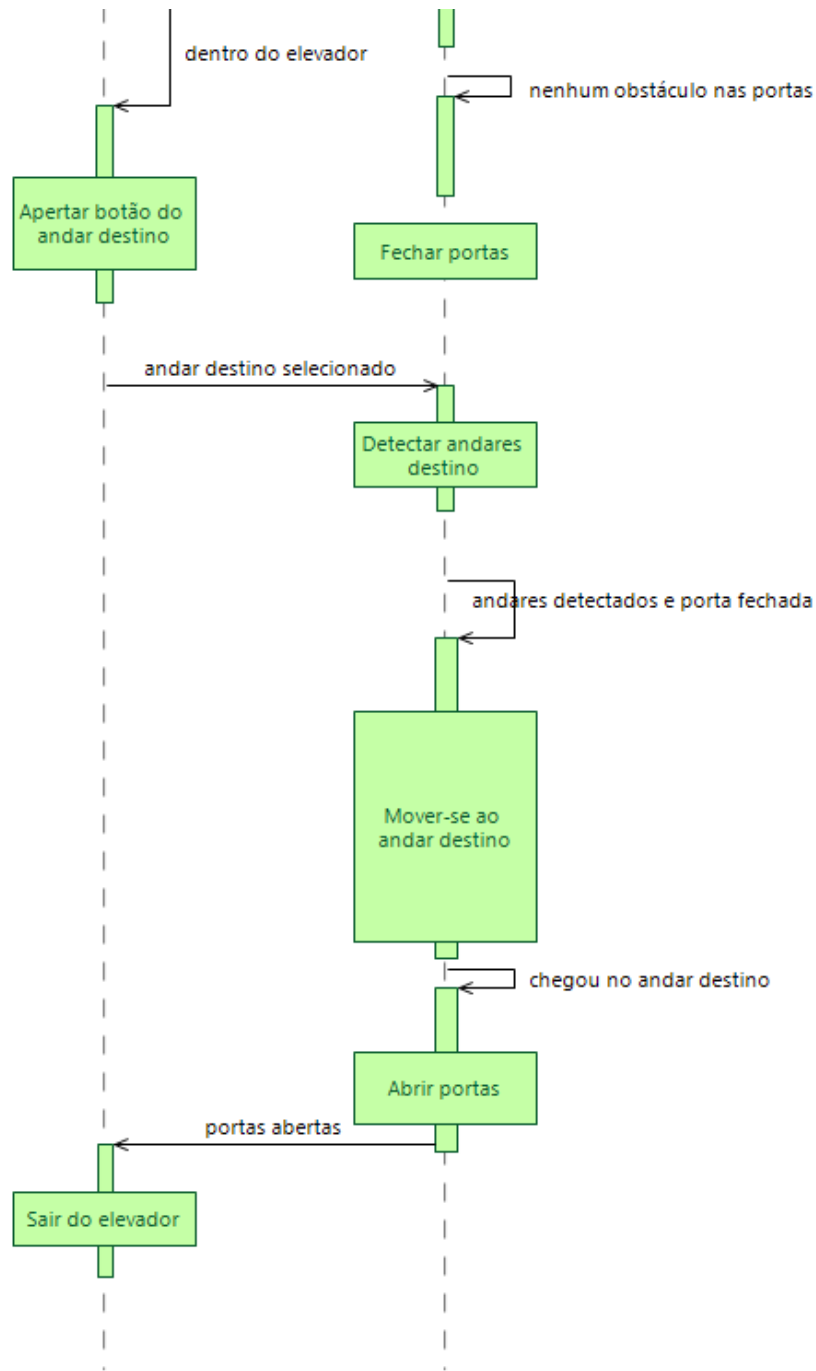 dentro do elevador
nenhum obstáculo nas portas
Apertar botão do
andar destino
Fechar portas
andar destino selecionado
Detectar andares
destino
andares detectados e porta fechada
Mover-se ao
andar destino
chegou no andar destino
Abrir portas
portas abertas
Sair do elevador